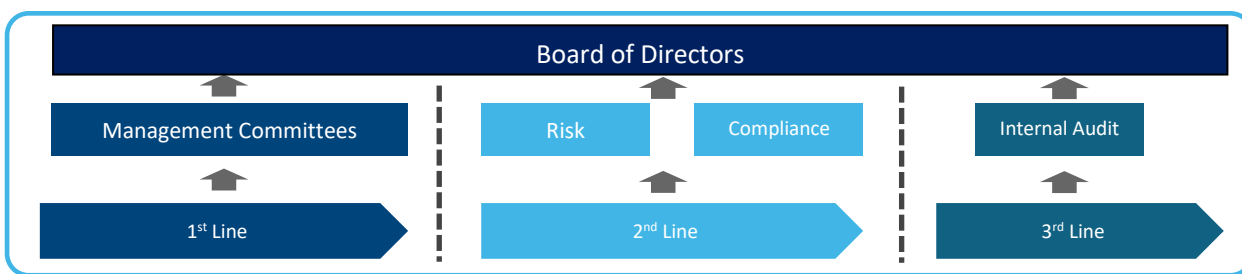 Board of Directors
Management Committees
Risk
Compliance
Internal Audit
1st Line
2nd Line
3rd Line